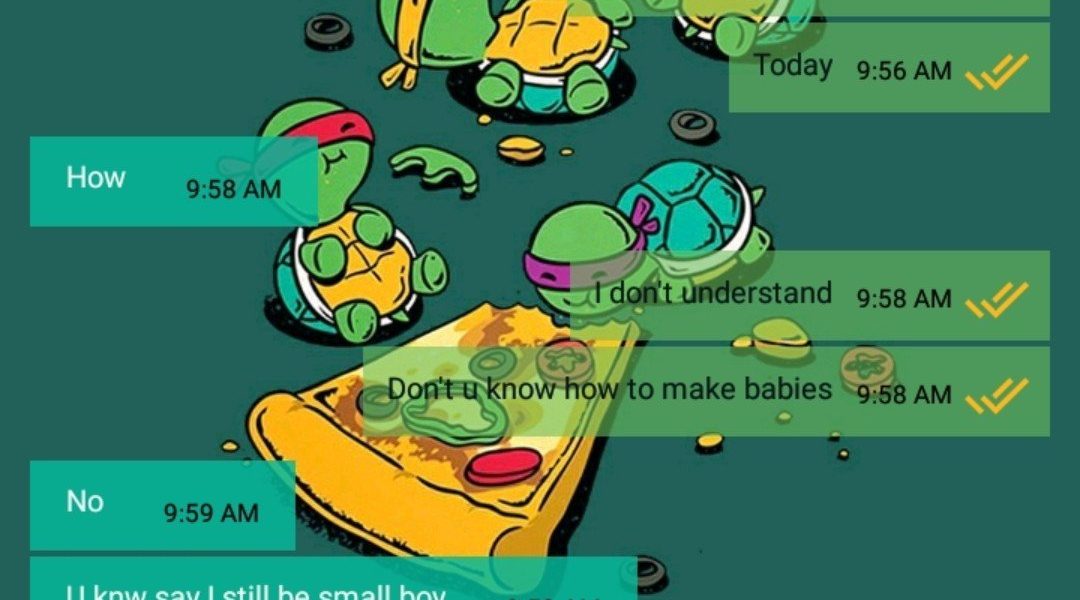 Today 9:56 AM
How 9:58 AM
I don't understand 9:58 AM
Don't u know how to make babies 9:58 AM
No 9:59 AM
U knw say I still be small boy